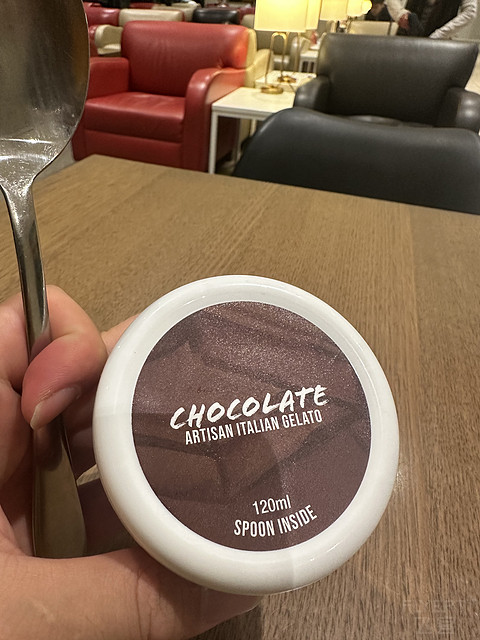 CHOCOLATE
ARTISAN ITALIAN GELATO
120ml
SPOON INSIDE